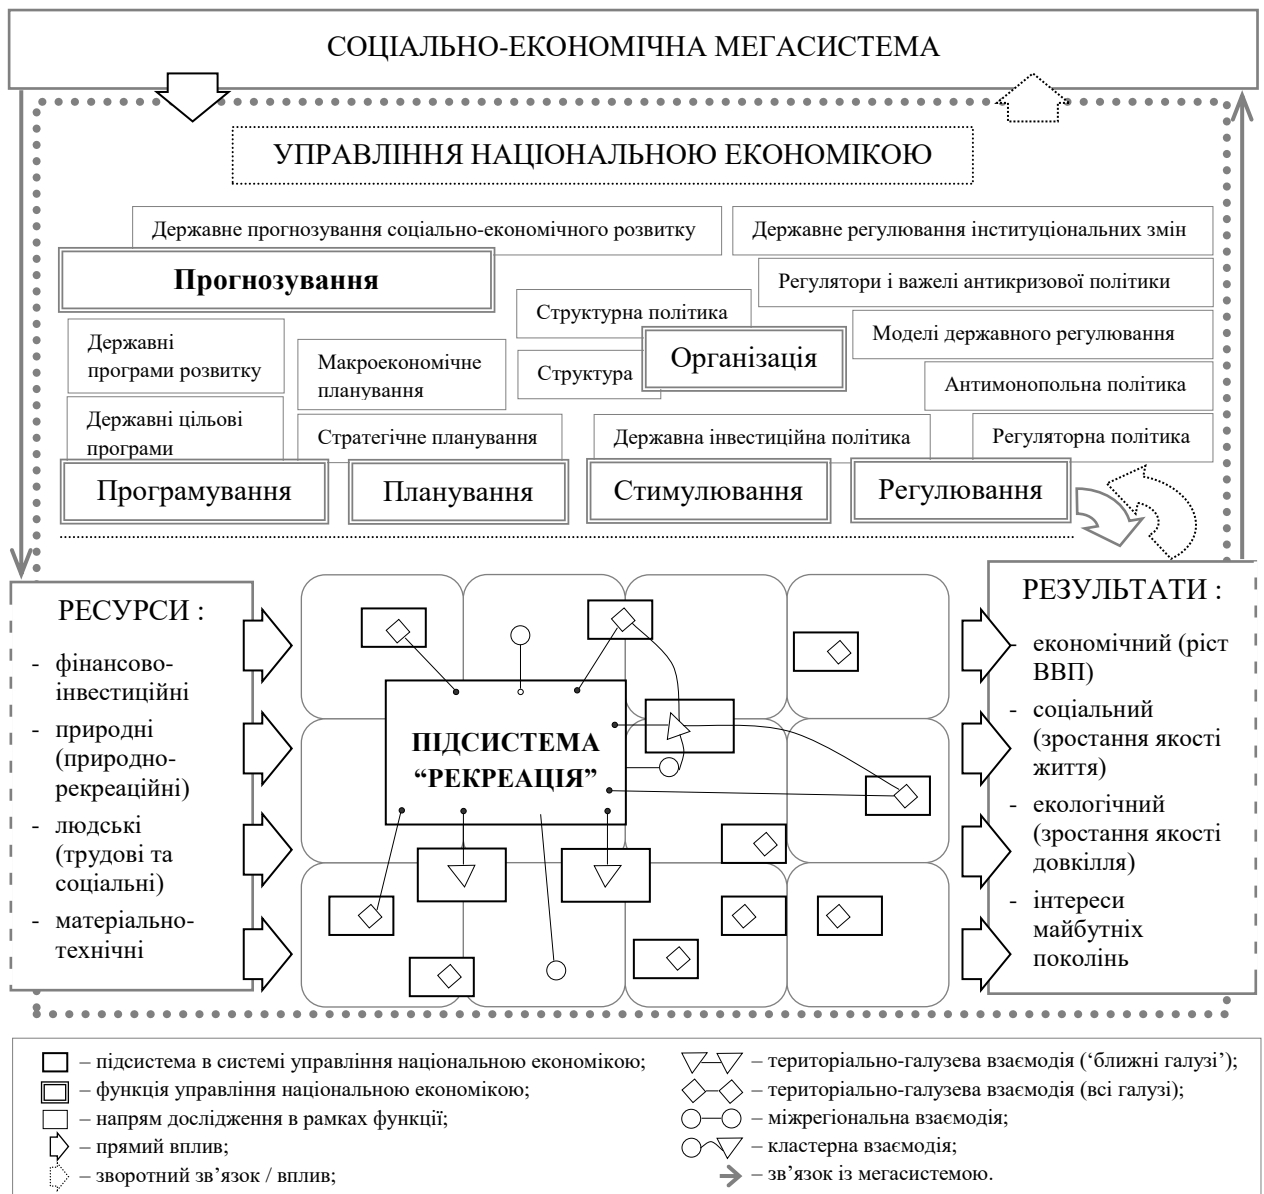 СОЦІАЛЬНО-ЕКОНОМІЧНА МЕГАСИСТЕМА
УПРАВЛІННЯ НАЦІОНАЛЬНОЮ ЕКОНОМІКОЮ
Державне прогнозування соціально-економічного розвитку
Державне регулювання інституціональних змін
Прогнозування
Регулятори і важелі антикризової політики
Структурна політика
Моделі державного регулювання
Державні
програми розвитку
Макроекономічне
планування
Організація
Структура
Антимонопольна політика
Державні цільові
програми
Стратегічне планування
Державна інвестиційна політика
Регуляторна політика
Програмування
Планування
Стимулювання
Регулювання
РЕСУРСИ :
- фінансово-
інвестиційні
- природні
(природно-
рекреаційні)
- людські
(трудові та
соціальні)
- матеріально-
технічні
ПІДСИСТЕМА
“РЕКРЕАЦІЯ”
РЕЗУЛЬТАТИ :
- економічний (ріст
ВВП)
- соціальний
(зростання якості
життя)
- екологічний
(зростання якості
довкілля)
- інтереси
майбутніх
поколінь
– підсистема в системі управління національною економікою;
– функція управління національною економікою;
– напрям дослідження в рамках функції;
– прямий вплив;
– зворотний зв’язок / вплив;
– територіально-галузева взаємодія (‘ближні галузі’);
– територіально-галузева взаємодія (всі галузі);
– міжрегіональна взаємодія;
– кластерна взаємодія;
– зв’язок із мегасистемою.